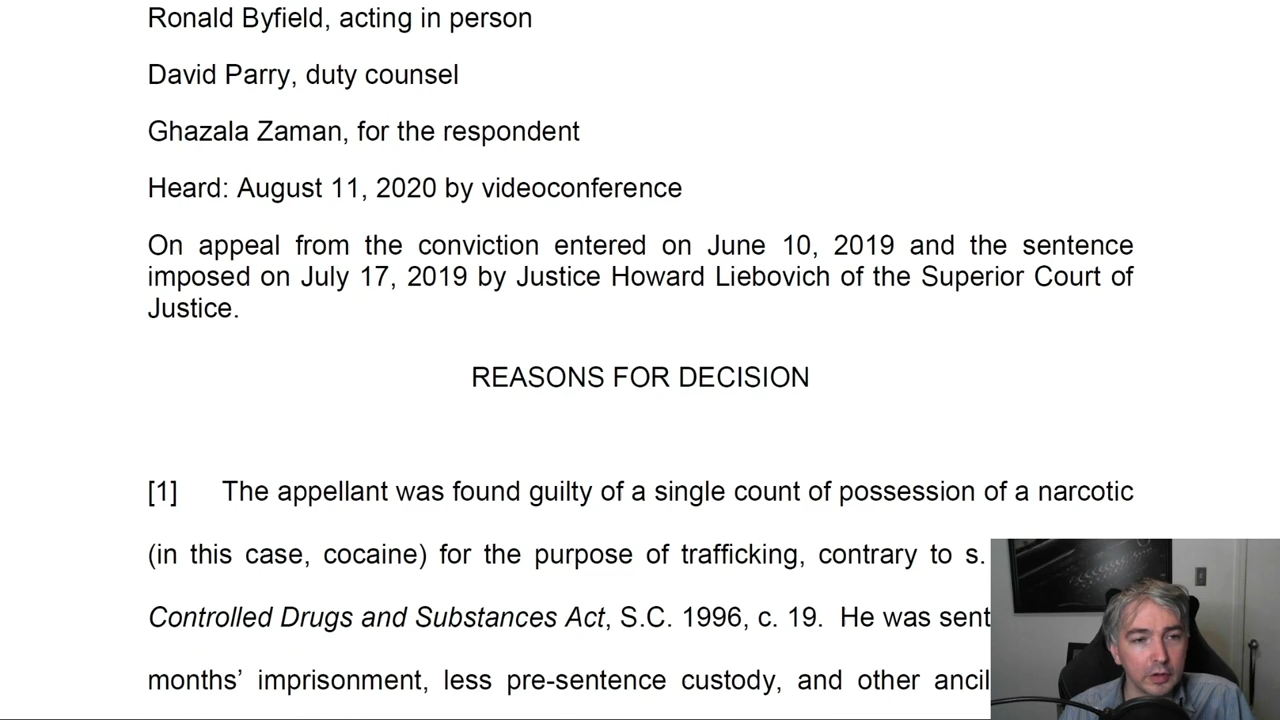 Ronald Byfield, acting in person
David Parry, duty counsel
Ghazala Zaman, for the respondent
Heard: August 11, 2020 by videoconference
On appeal from the conviction entered on June 10, 2019 and the sentence
imposed on July 17, 2019 by Justice Howard Liebovich of the Superior Court of
Justice.
REASONS FOR DECISION
[1] The appellant was found guilty of a single count of possession of a narcotic
(in this case, cocaine) for the purpose of trafficking, contrary to s.
Controlled Drugs and Substances Act, S.C. 1996, c. 19. He was sent
months’ imprisonment, less pre-sentence custody, and other ancil